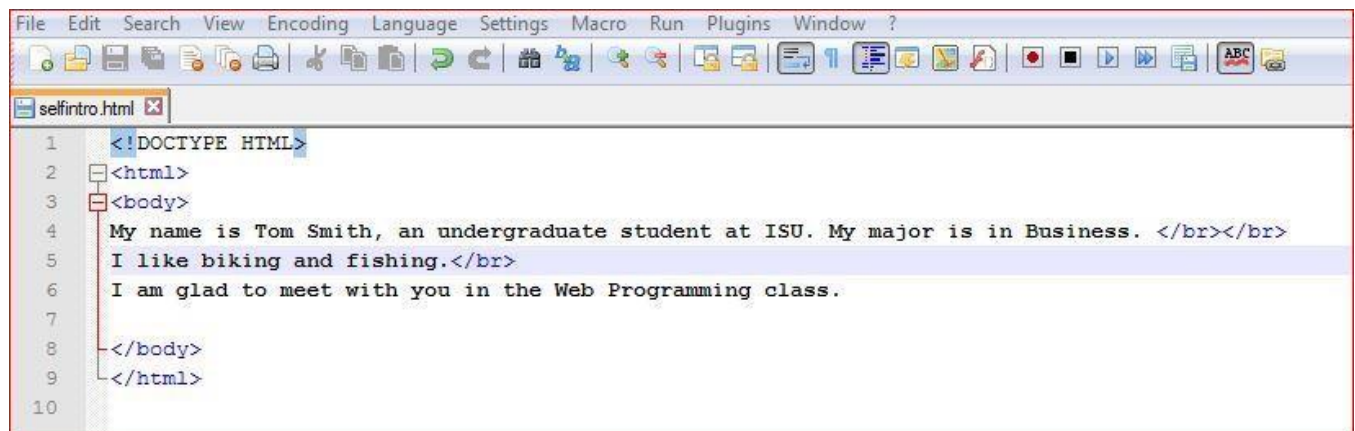 File Edit Search View Encoding Language Settings Macro Run Plugins Window ?
ABC
selfintro.html
1 <!DOCTYPE HTML>
2 <html>
3 <body>
4 My name is Tom Smith, an undergraduate student at ISU. My major is in Business. </br></br>
5 I like biking and fishing.</br>
6 I am glad to meet with you in the Web Programming class.
7
8 </body>
9 </html>
10